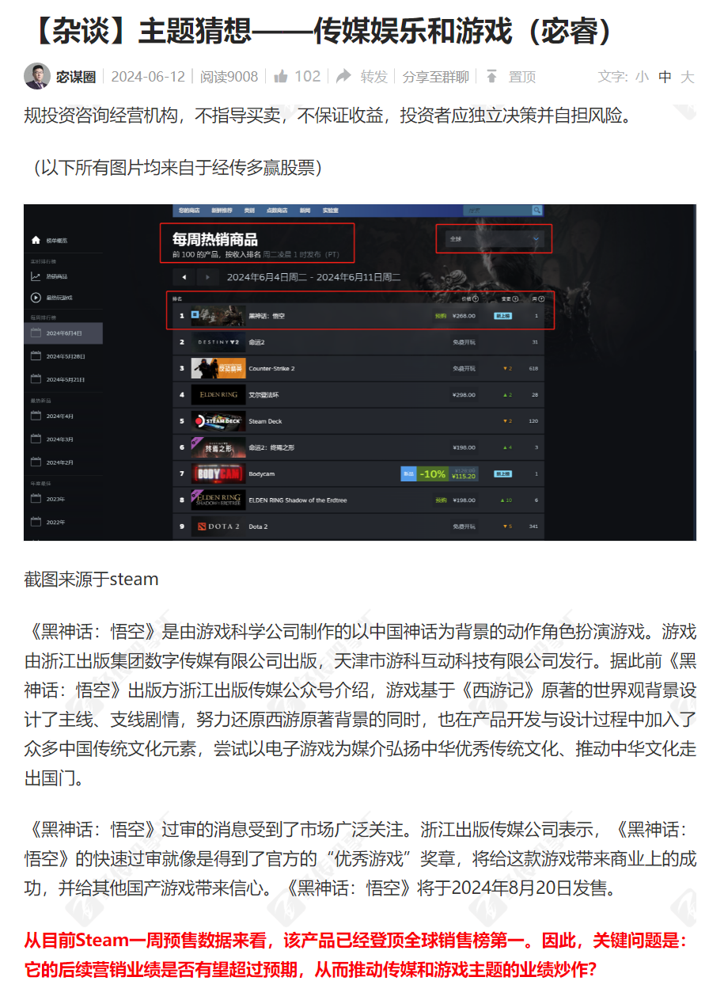 【杂谈】主题猜想——传媒娱乐和游戏（宓睿）
宓谋圈 2024-06-12 阅读9008 102 转发 分享至群聊 置顶 文字: 小 中 大
规投资咨询经营机构，不指导买卖，不保证收益，投资者应独立决策并自担风险。
（以下所有图片均来自于经传多赢股票）
您的商店 新鲜推荐 类别 点数商店 新闻 实验室 搜索
榜单概览
实时排行榜
热销商品
最热玩游戏
每周排行榜
2024年6月4日
2024年5月28日
2024年5月21日
最热新品
2024年4月
2024年3月
2024年2月
年度最佳
2023年
2022年
每周热销商品
前 100 的产品，按收入排名 周二凌晨 1 时发布（PT）
全球
2024年6月4日周二 - 2024年6月11日周二
排名 价格 变更 周
1 黑神话：悟空 预购 ¥268.00 新上榜 1
2 DESTINY 2 命运2 免费开玩 31
3 反恐精英 Counter-Strike 2 免费开玩 ▼ 2 618
4 ELDEN RING 艾尔登法环 ¥298.00 ▲ 2 28
5 STEAM DECK Steam Deck ▼ 2 120
6 终焉之形 命运2：终焉之形 ¥198.00 ▲ 4 3
7 BODYCAM Bodycam 新品 -10% ¥128.00 ¥115.20 新上榜 1
8 ELDEN RING SHADOW OF THE ERDTREE ELDEN RING Shadow of the Erdtree 预购 ¥198.00 ▲ 10 6
9 DOTA 2 Dota 2 免费开玩 ▼ 5 341
截图来源于steam
《黑神话：悟空》是由游戏科学公司制作的以中国神话为背景的动作角色扮演游戏。游戏
由浙江出版集团数字传媒有限公司出版，天津市游科互动科技有限公司发行。据此前《黑
神话：悟空》出版方浙江出版传媒公众号介绍，游戏基于《西游记》原著的世界观背景设
计了主线、支线剧情，努力还原西游原著背景的同时，也在产品开发与设计过程中加入了
众多中国传统文化元素，尝试以电子游戏为媒介弘扬中华优秀传统文化、推动中华文化走
出国门。
《黑神话：悟空》过审的消息受到了市场广泛关注。浙江出版传媒公司表示，《黑神话：
悟空》的快速过审就像是得到了官方的“优秀游戏”奖章，将给这款游戏带来商业上的成
功，并给其他国产游戏带来信心。《黑神话：悟空》将于2024年8月20日发售。
从目前Steam一周预售数据来看，该产品已经登顶全球销售榜第一。因此，关键问题是：
它的后续营销业绩是否有望超过预期，从而推动传媒和游戏主题的业绩炒作？